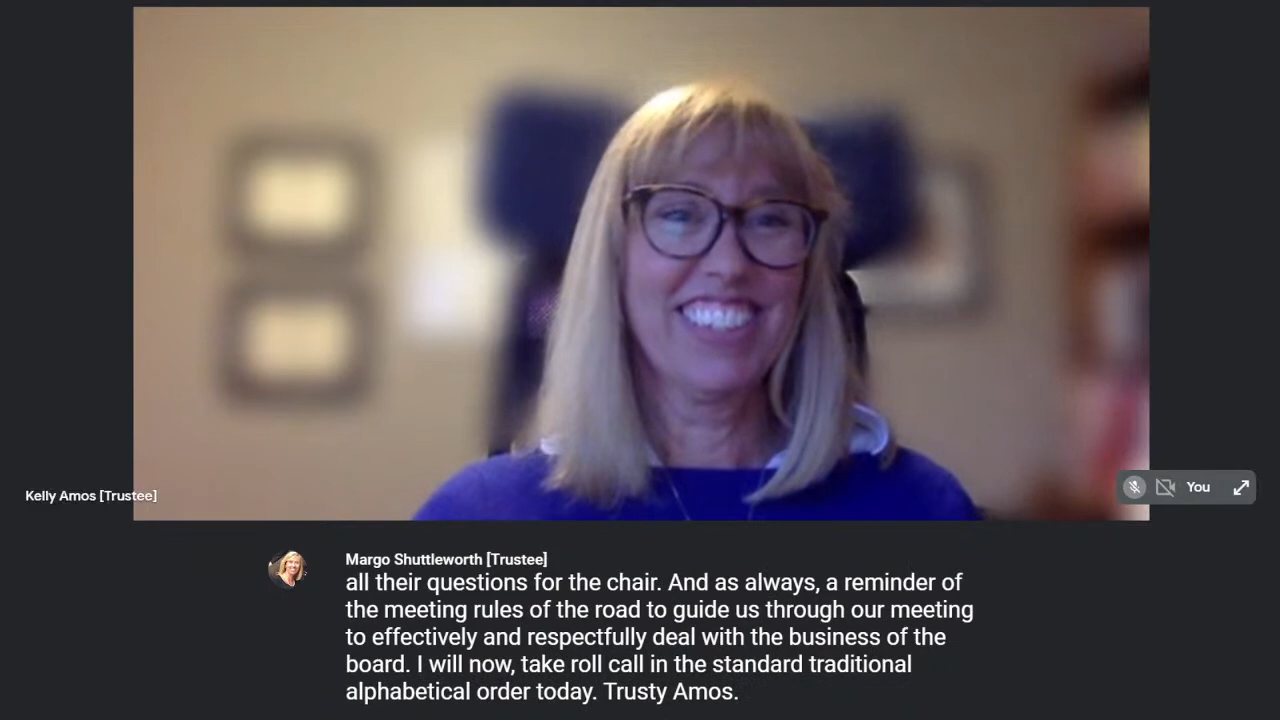 Kelly Amos [Trustee]
You
Margo Shuttleworth [Trustee]
all their questions for the chair. And as always, a reminder of
the meeting rules of the road to guide us through our meeting
to effectively and respectfully deal with the business of the
board. I will now, take roll call in the standard traditional
alphabetical order today. Trusty Amos.